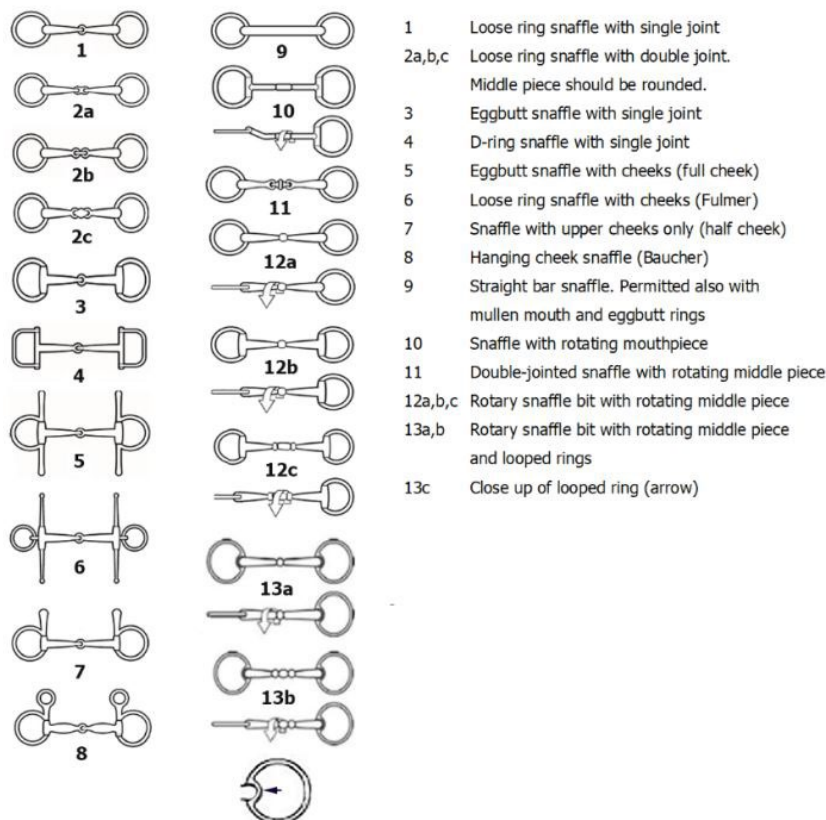 1
2a
2b
2c
3
4
5
6
7
8
9
10
11
12a
12b
12c
13a
13b
1 Loose ring snaffle with single joint
2a,b,c Loose ring snaffle with double joint.
Middle piece should be rounded.
3 Eggbutt snaffle with single joint
4 D-ring snaffle with single joint
5 Eggbutt snaffle with cheeks (full cheek)
6 Loose ring snaffle with cheeks (Fulmer)
7 Snaffle with upper cheeks only (half cheek)
8 Hanging cheek snaffle (Baucher)
9 Straight bar snaffle. Permitted also with
mullen mouth and eggbutt rings
10 Snaffle with rotating mouthpiece
11 Double-jointed snaffle with rotating middle piece
12a,b,c Rotary snaffle bit with rotating middle piece
13a,b Rotary snaffle bit with rotating middle piece
and looped rings
13c Close up of looped ring (arrow)